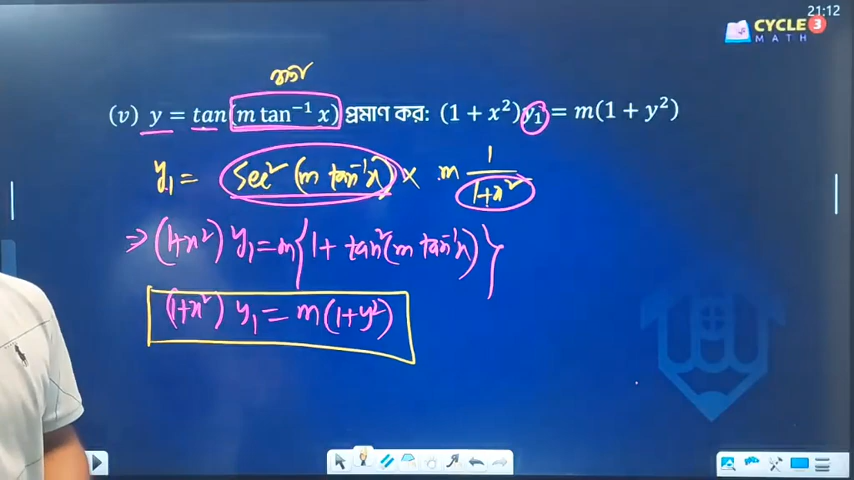 21:12
CYCLE 3
MATH
(v) y = tan(m tan⁻¹ x) প্রমাণ কর: (1 + x²)y₁ = m(1 + y²)
y₁ = sec² (m tan⁻¹x) × m 1/(1+x²)
⇒ (1+x²) y₁ = m{1 + tan²(m tan⁻¹x)}
(1+x²) y₁ = m(1+y²)